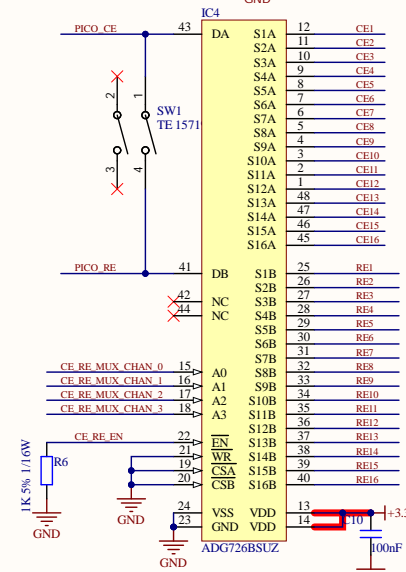 GND
IC4
PICO_CE 43 DA S1A 12 CE1
S2A 11 CE2
S3A 10 CE3
S4A 9 CE4
S5A 8 CE5
S6A 7 CE6
S7A 6 CE7
S8A 5 CE8
S9A 4 CE9
S10A 3 CE10
S11A 2 CE11
S12A 1 CE12
S13A 48 CE13
S14A 47 CE14
S15A 46 CE15
S16A 45 CE16
2 1
SW1
TE 1571
3 4
PICO_RE 41 DB S1B 25 RE1
S2B 26 RE2
42 NC S3B 27 RE3
44 NC S4B 28 RE4
S5B 29 RE5
S6B 30 RE6
S7B 31 RE7
CE_RE_MUX_CHAN_0 15 A0 S8B 32 RE8
CE_RE_MUX_CHAN_1 16 A1 S9B 33 RE9
CE_RE_MUX_CHAN_2 17 A2 S10B 34 RE10
CE_RE_MUX_CHAN_3 18 A3 S11B 35 RE11
S12B 36 RE12
CE_RE_EN 22 EN S13B 37 RE13
21 WR S14B 38 RE14
19 CSA S15B 39 RE15
20 CSB S16B 40 RE16
1K 5% 1/16W
R6
GND
GND
24 VSS VDD 13 +3.3
23 GND VDD 14 C10
GND
ADG726BSUZ
100nF